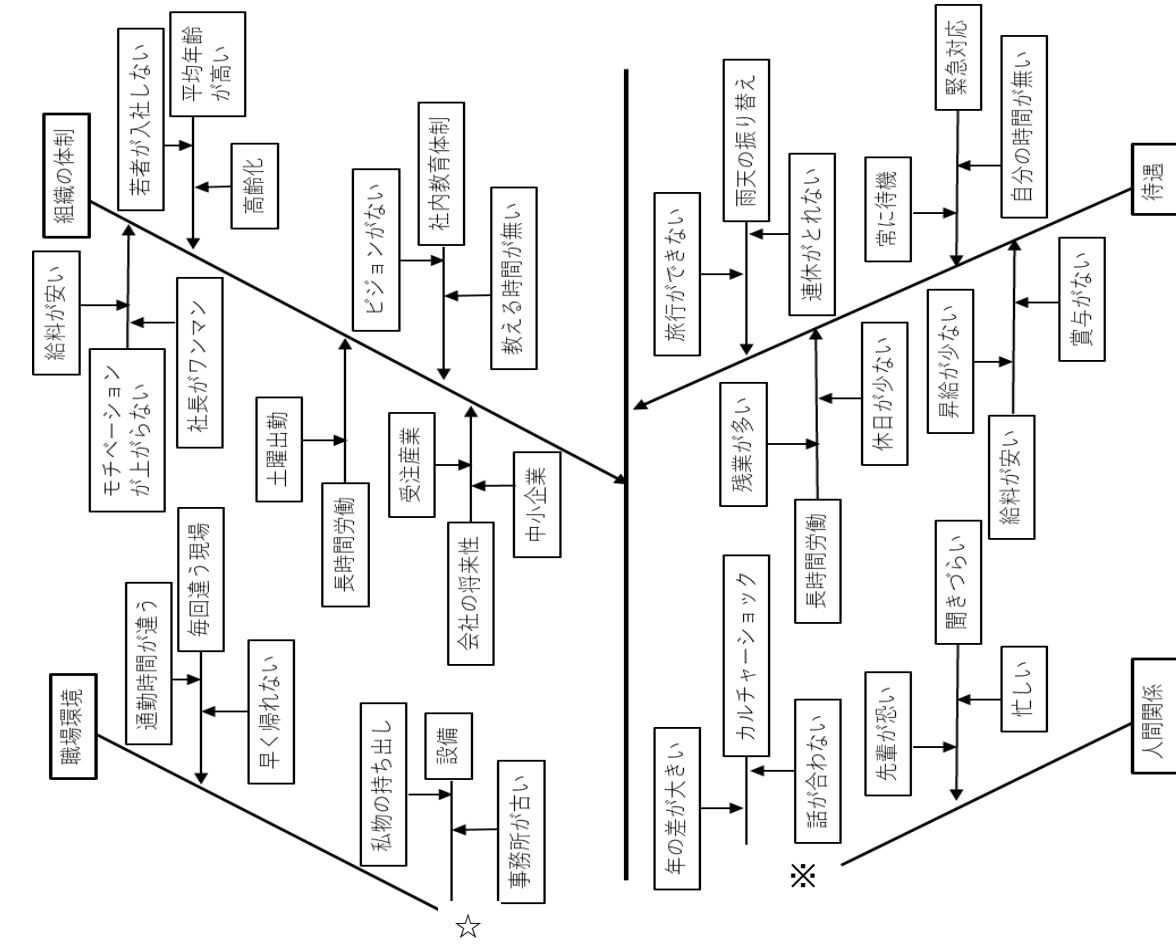 職場環境
通勤時間が違う
毎回違う現場
早く帰れない
私物の持ち出し
設備
事務所が古い
☆
組織の体制
給料が安い
モチベーション
が上がらない
社長がワンマン
若者が入社しない
平均年齢
が高い
高齢化
土曜出勤
長時間労働
ビジョンがない
社内教育体制
教える時間が無い
受注産業
会社の将来性
中小企業
年の差が大きい
カルチャーショック
話が合わない
※
先輩が恐い
聞きづらい
忙しい
人間関係
旅行ができない
雨天の振り替え
連休がとれない
残業が多い
長時間労働
休日が少ない
常に待機
緊急対応
自分の時間が無い
昇給が少ない
給料が安い
賞与がない
待遇